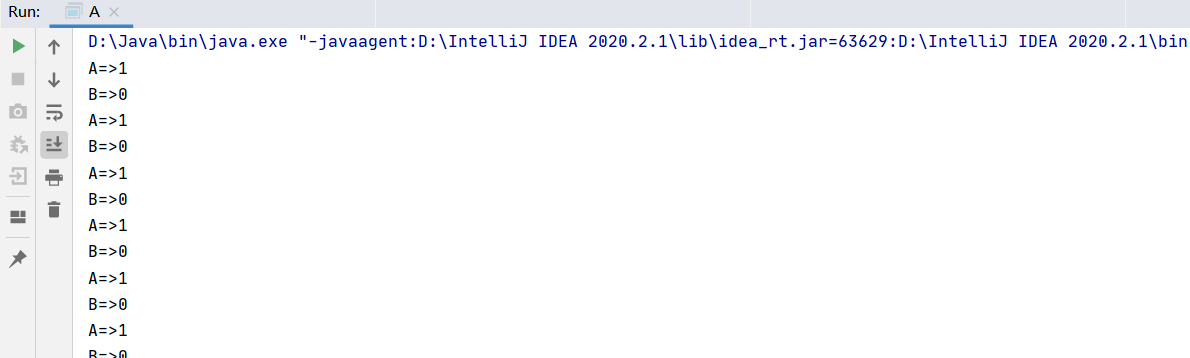 Run: A
D:\Java\bin\java.exe "-javaagent:D:\IntelliJ IDEA 2020.2.1\lib\idea_rt.jar=63629:D:\IntelliJ IDEA 2020.2.1\bin
A=>1
B=>0
A=>1
B=>0
A=>1
B=>0
A=>1
B=>0
A=>1
B=>0
A=>1
B=>0